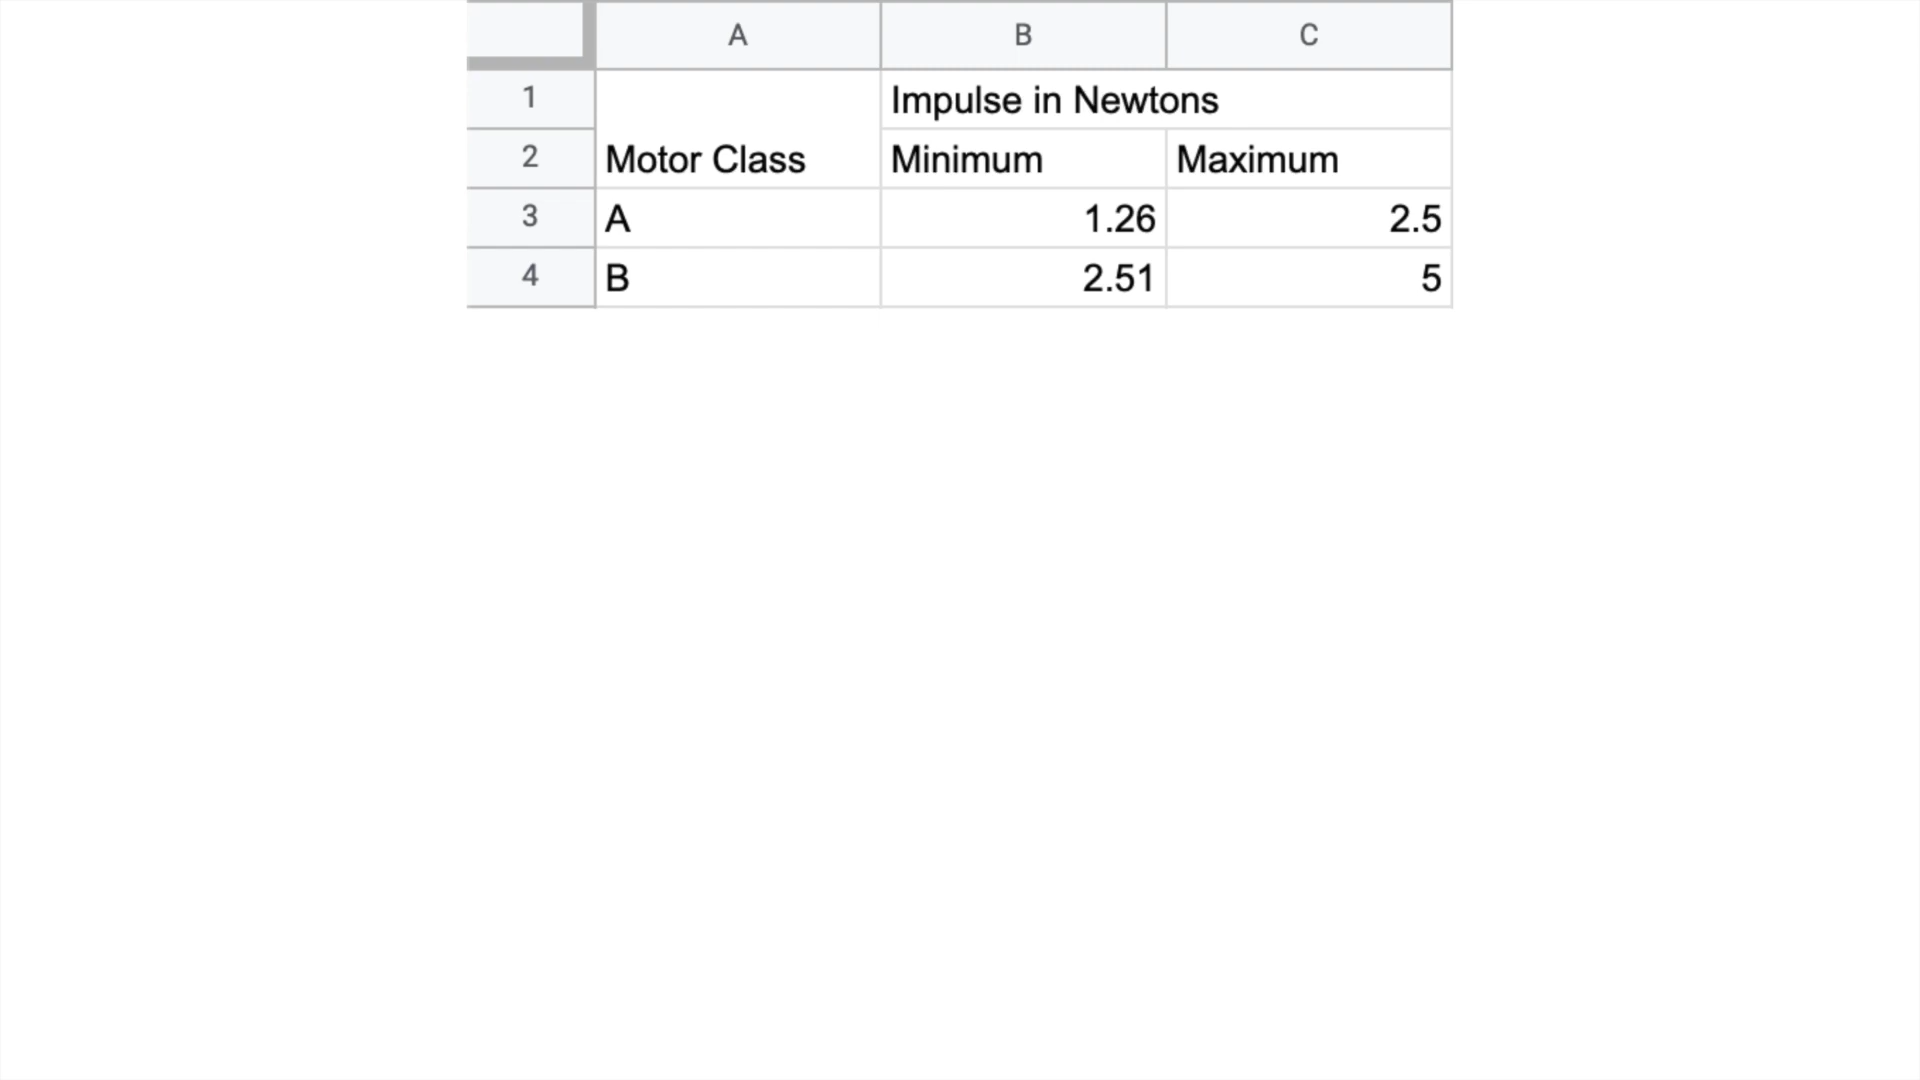 A B C
1 Impulse in Newtons
2 Motor Class Minimum Maximum
3 A 1.26 2.5
4 B 2.51 5